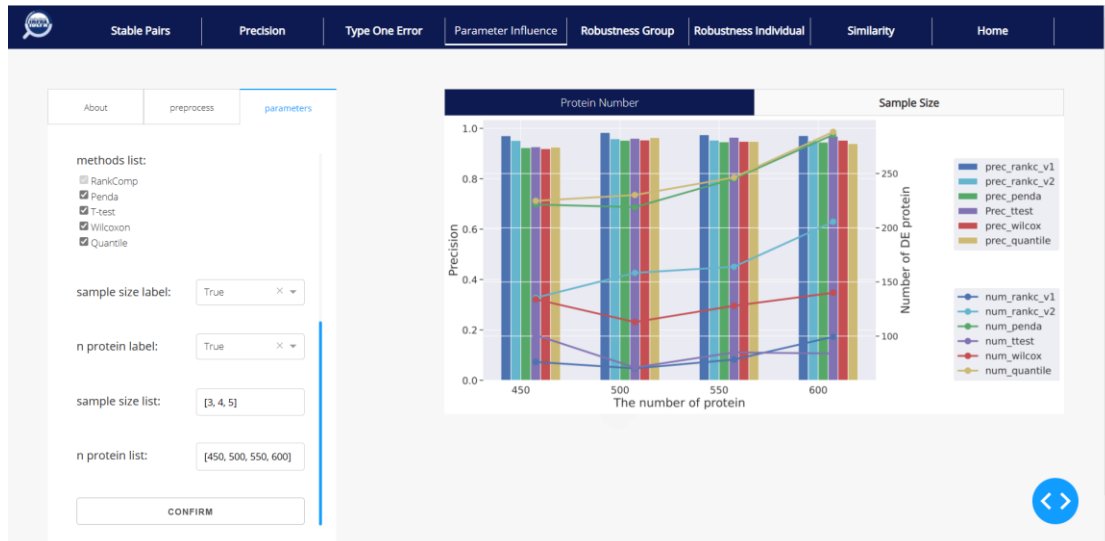 Stable Pairs
Precision
Type One Error
Parameter Influence
Robustness Group
Robustness Individual
Similarity
Home
About
preprocess
parameters
methods list:
RankComp
Penda
T-test
Wilcoxon
Quantile
sample size label:
True
n protein label:
True
sample size list:
[3, 4, 5]
n protein list:
[450, 500, 550, 600]
CONFIRM
Protein Number
Sample Size
1.0
0.8
0.6
0.4
0.2
0.0
Precision
450
500
550
600
The number of protein
250
200
150
100
Number of DE protein
prec_rankc_v1
prec_rankc_v2
prec_penda
Prec_ttest
prec_wilcox
prec_quantile
num_rankc_v1
num_rankc_v2
num_penda
num_ttest
num_wilcox
num_quantile